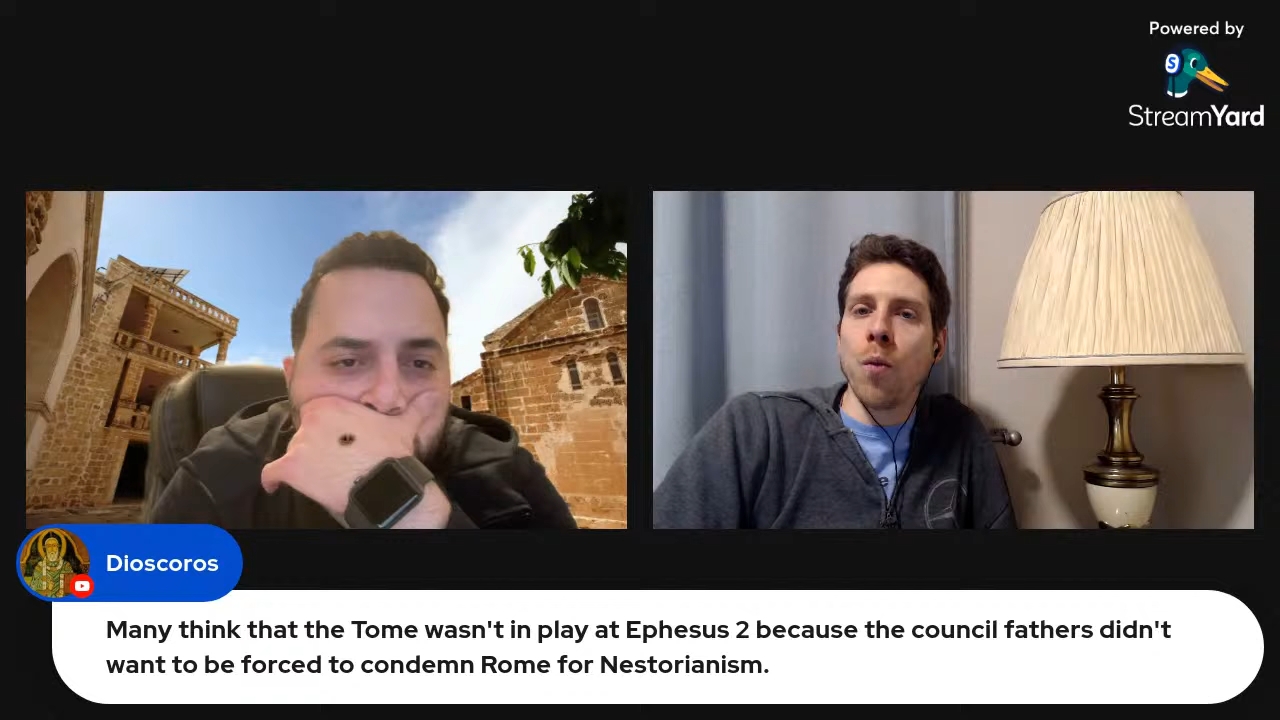 Powered by
S
StreamYard
e
Dioscoros
Many think that the Tome wasn't in play at Ephesus 2 because the council fathers didn't
want to be forced to condemn Rome for Nestorianism.